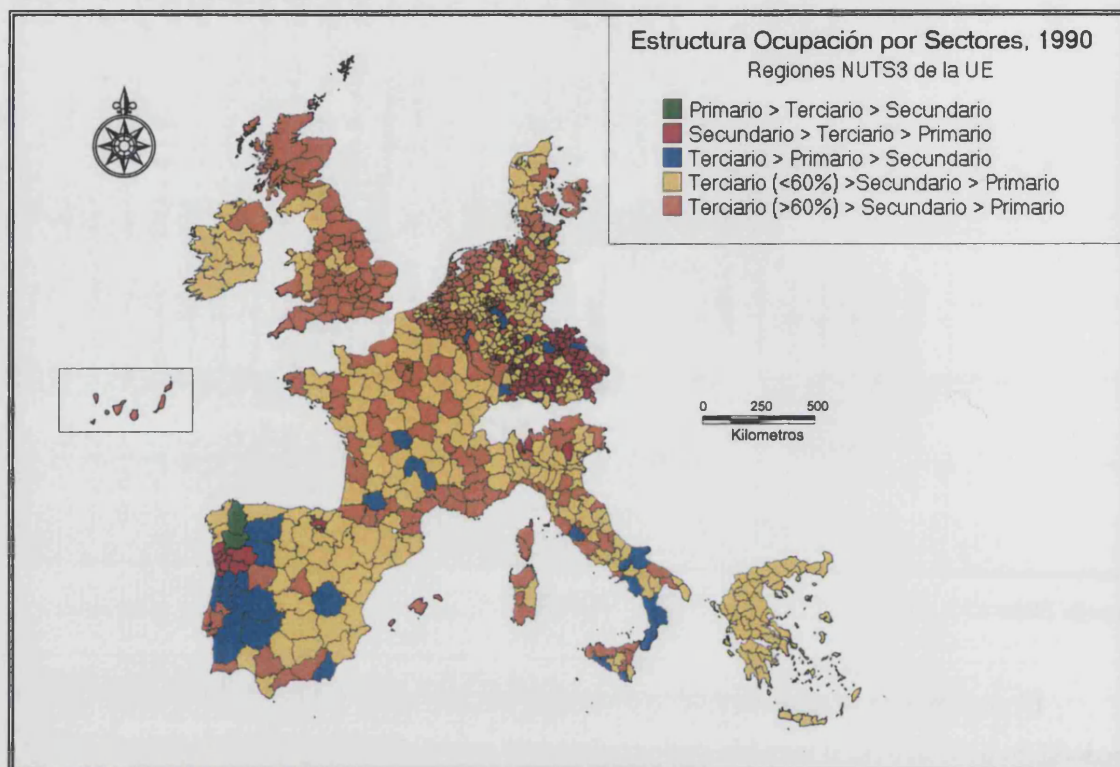 Estructura Ocupación por Sectores, 1990
Regiones NUTS3 de la UE
Primario > Terciario > Secundario
Secundario > Terciario > Primario
Terciario > Primario > Secundario
Terciario (<60%) >Secundario > Primario
Terciario (>60%) > Secundario > Primario
0 250 500
Kilometros